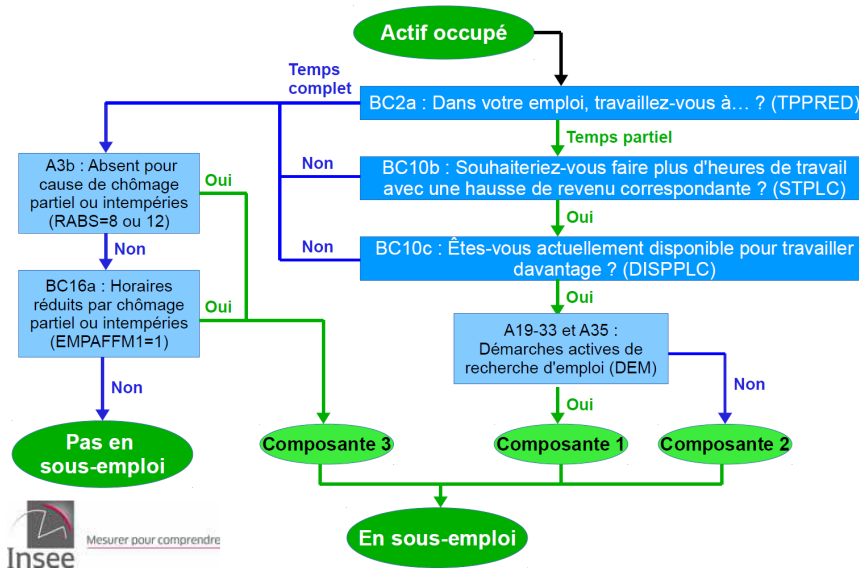 Actif occupé
Temps
complet
BC2a : Dans votre emploi, travaillez-vous à… ? (TPPRED)
Temps partiel
A3b : Absent pour
cause de chômage
partiel ou intempéries
(RABS=8 ou 12)
Oui
Non
BC10b : Souhaiteriez-vous faire plus d'heures de travail
avec une hausse de revenu correspondante ? (STPLC)
Oui
Non
Non
BC10c : Êtes-vous actuellement disponible pour travailler
davantage ? (DISPPLC)
BC16a : Horaires
réduits par chômage
partiel ou intempéries
(EMPAFFM1=1)
Oui
Oui
A19-33 et A35 :
Démarches actives de
recherche d'emploi (DEM)
Non
Non
Oui
Pas en
sous-emploi
Composante 3
Composante 1
Composante 2
En sous-emploi
Insee
Mesurer pour comprendre